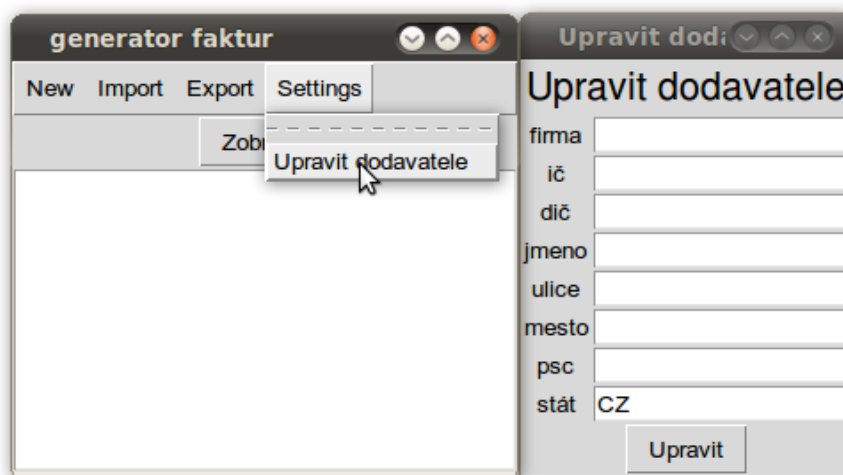 generator faktur
New Import Export Settings
Zob
Upravit dodavatele
Upravit dod
Upravit dodavatele
firma
ič
dič
jmeno
ulice
mesto
psc
stát CZ
Upravit